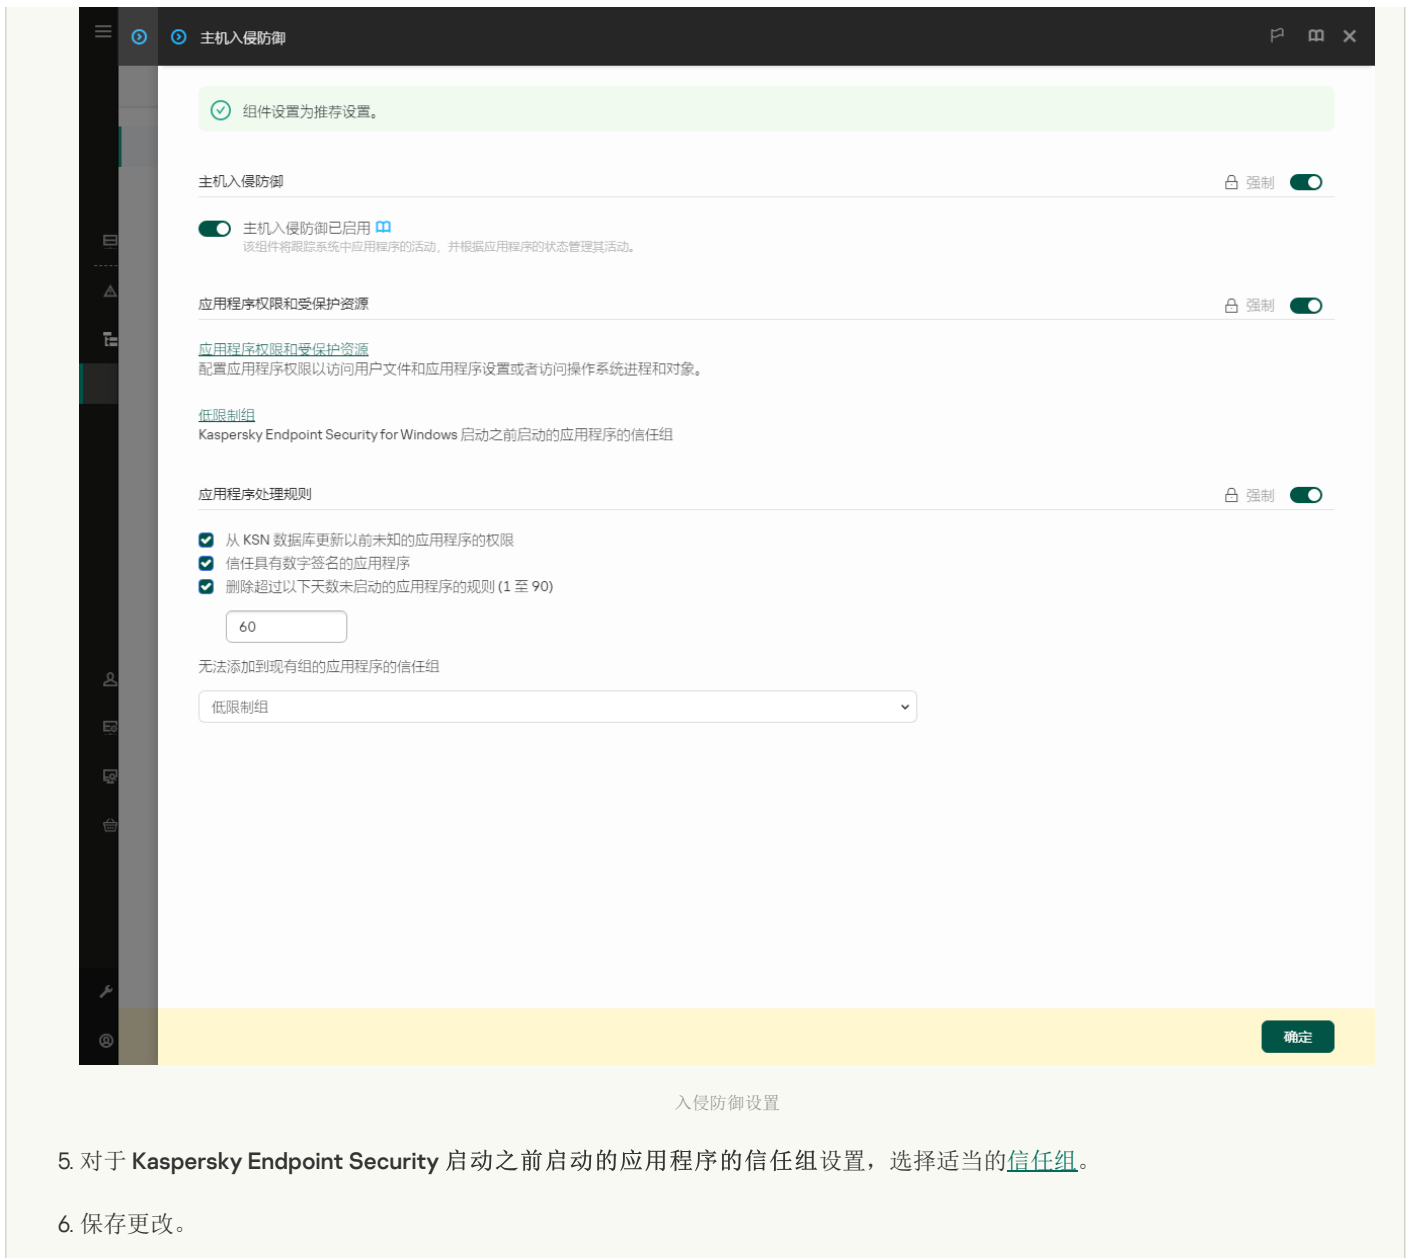 主机入侵防御
组件设置为推荐设置。
主机入侵防御
强制
主机入侵防御已启用
该组件将跟踪系统中应用程序的活动，并根据应用程序的状态管理其活动。
应用程序权限和受保护资源
强制
应用程序权限和受保护资源
配置应用程序权限以访问用户文件和应用程序设置或者访问操作系统进程和对象。
低限制组
Kaspersky Endpoint Security for Windows 启动之前启动的应用程序的信任组
应用程序处理规则
强制
从 KSN 数据库更新以前未知的应用程序的权限
信任具有数字签名的应用程序
删除超过以下天数未启动的应用程序的规则 (1 至 90)
60
无法添加到现有组的应用程序的信任组
低限制组
确定
入侵防御设置
5. 对于 Kaspersky Endpoint Security 启动之前启动的应用程序的信任组设置，选择适当的信任组。
6. 保存更改。